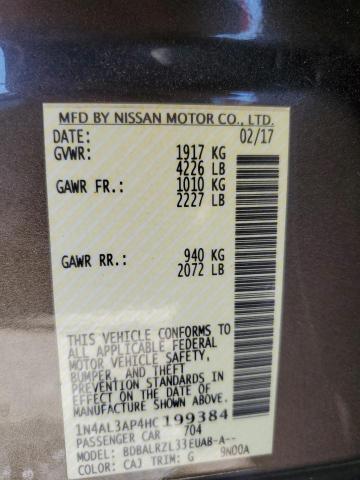 MFD BY NISSAN MOTOR CO., LTD.
DATE: 02/17
GVWR: 1917 KG
4226 LB
GAWR FR.: 1010 KG
2227 LB
GAWR RR.: 940 KG
2072 LB
THIS VEHICLE CONFORMS TO
ALL APPLICABLE FEDERAL
MOTOR VEHICLE SAFETY,
BUMPER, AND THEFT
PREVENTION STANDARDS IN
EFFECT ON THE DATE OF
MANUFACTURE SHOWN ABOVE.
1N4AL3AP4HC199384
PASSENGER CAR 704
MODEL: BDBALRZL33EUAB-A--
COLOR: CAJ TRIM: G 9N00A